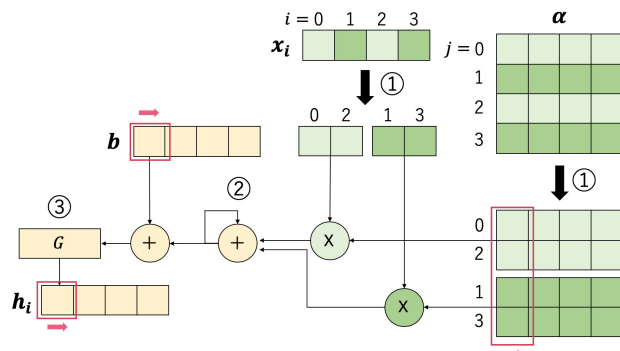 i = 0 1 2 3
α
x_i
j = 0
1
2
3
①
0 2 1 3
b
①
③
②
0
G
+
+
x
2
1
h_i
x
3